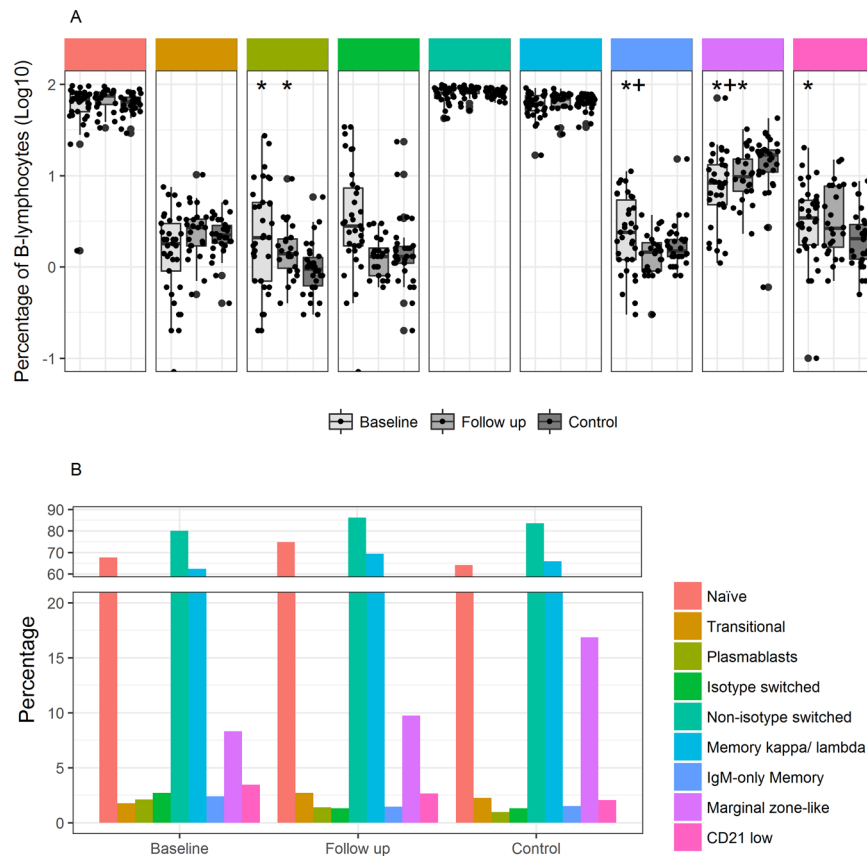 A
Percentage of B-lymphocytes (Log10)
2
1
0
-1
* *
*+
*+*
*
Baseline Follow up Control
B
Percentage
90
80
70
60
20
15
10
5
0
Baseline Follow up Control
Naïve
Transitional
Plasmablasts
Isotype switched
Non-isotype switched
Memory kappa/ lambda
IgM-only Memory
Marginal zone-like
CD21 low